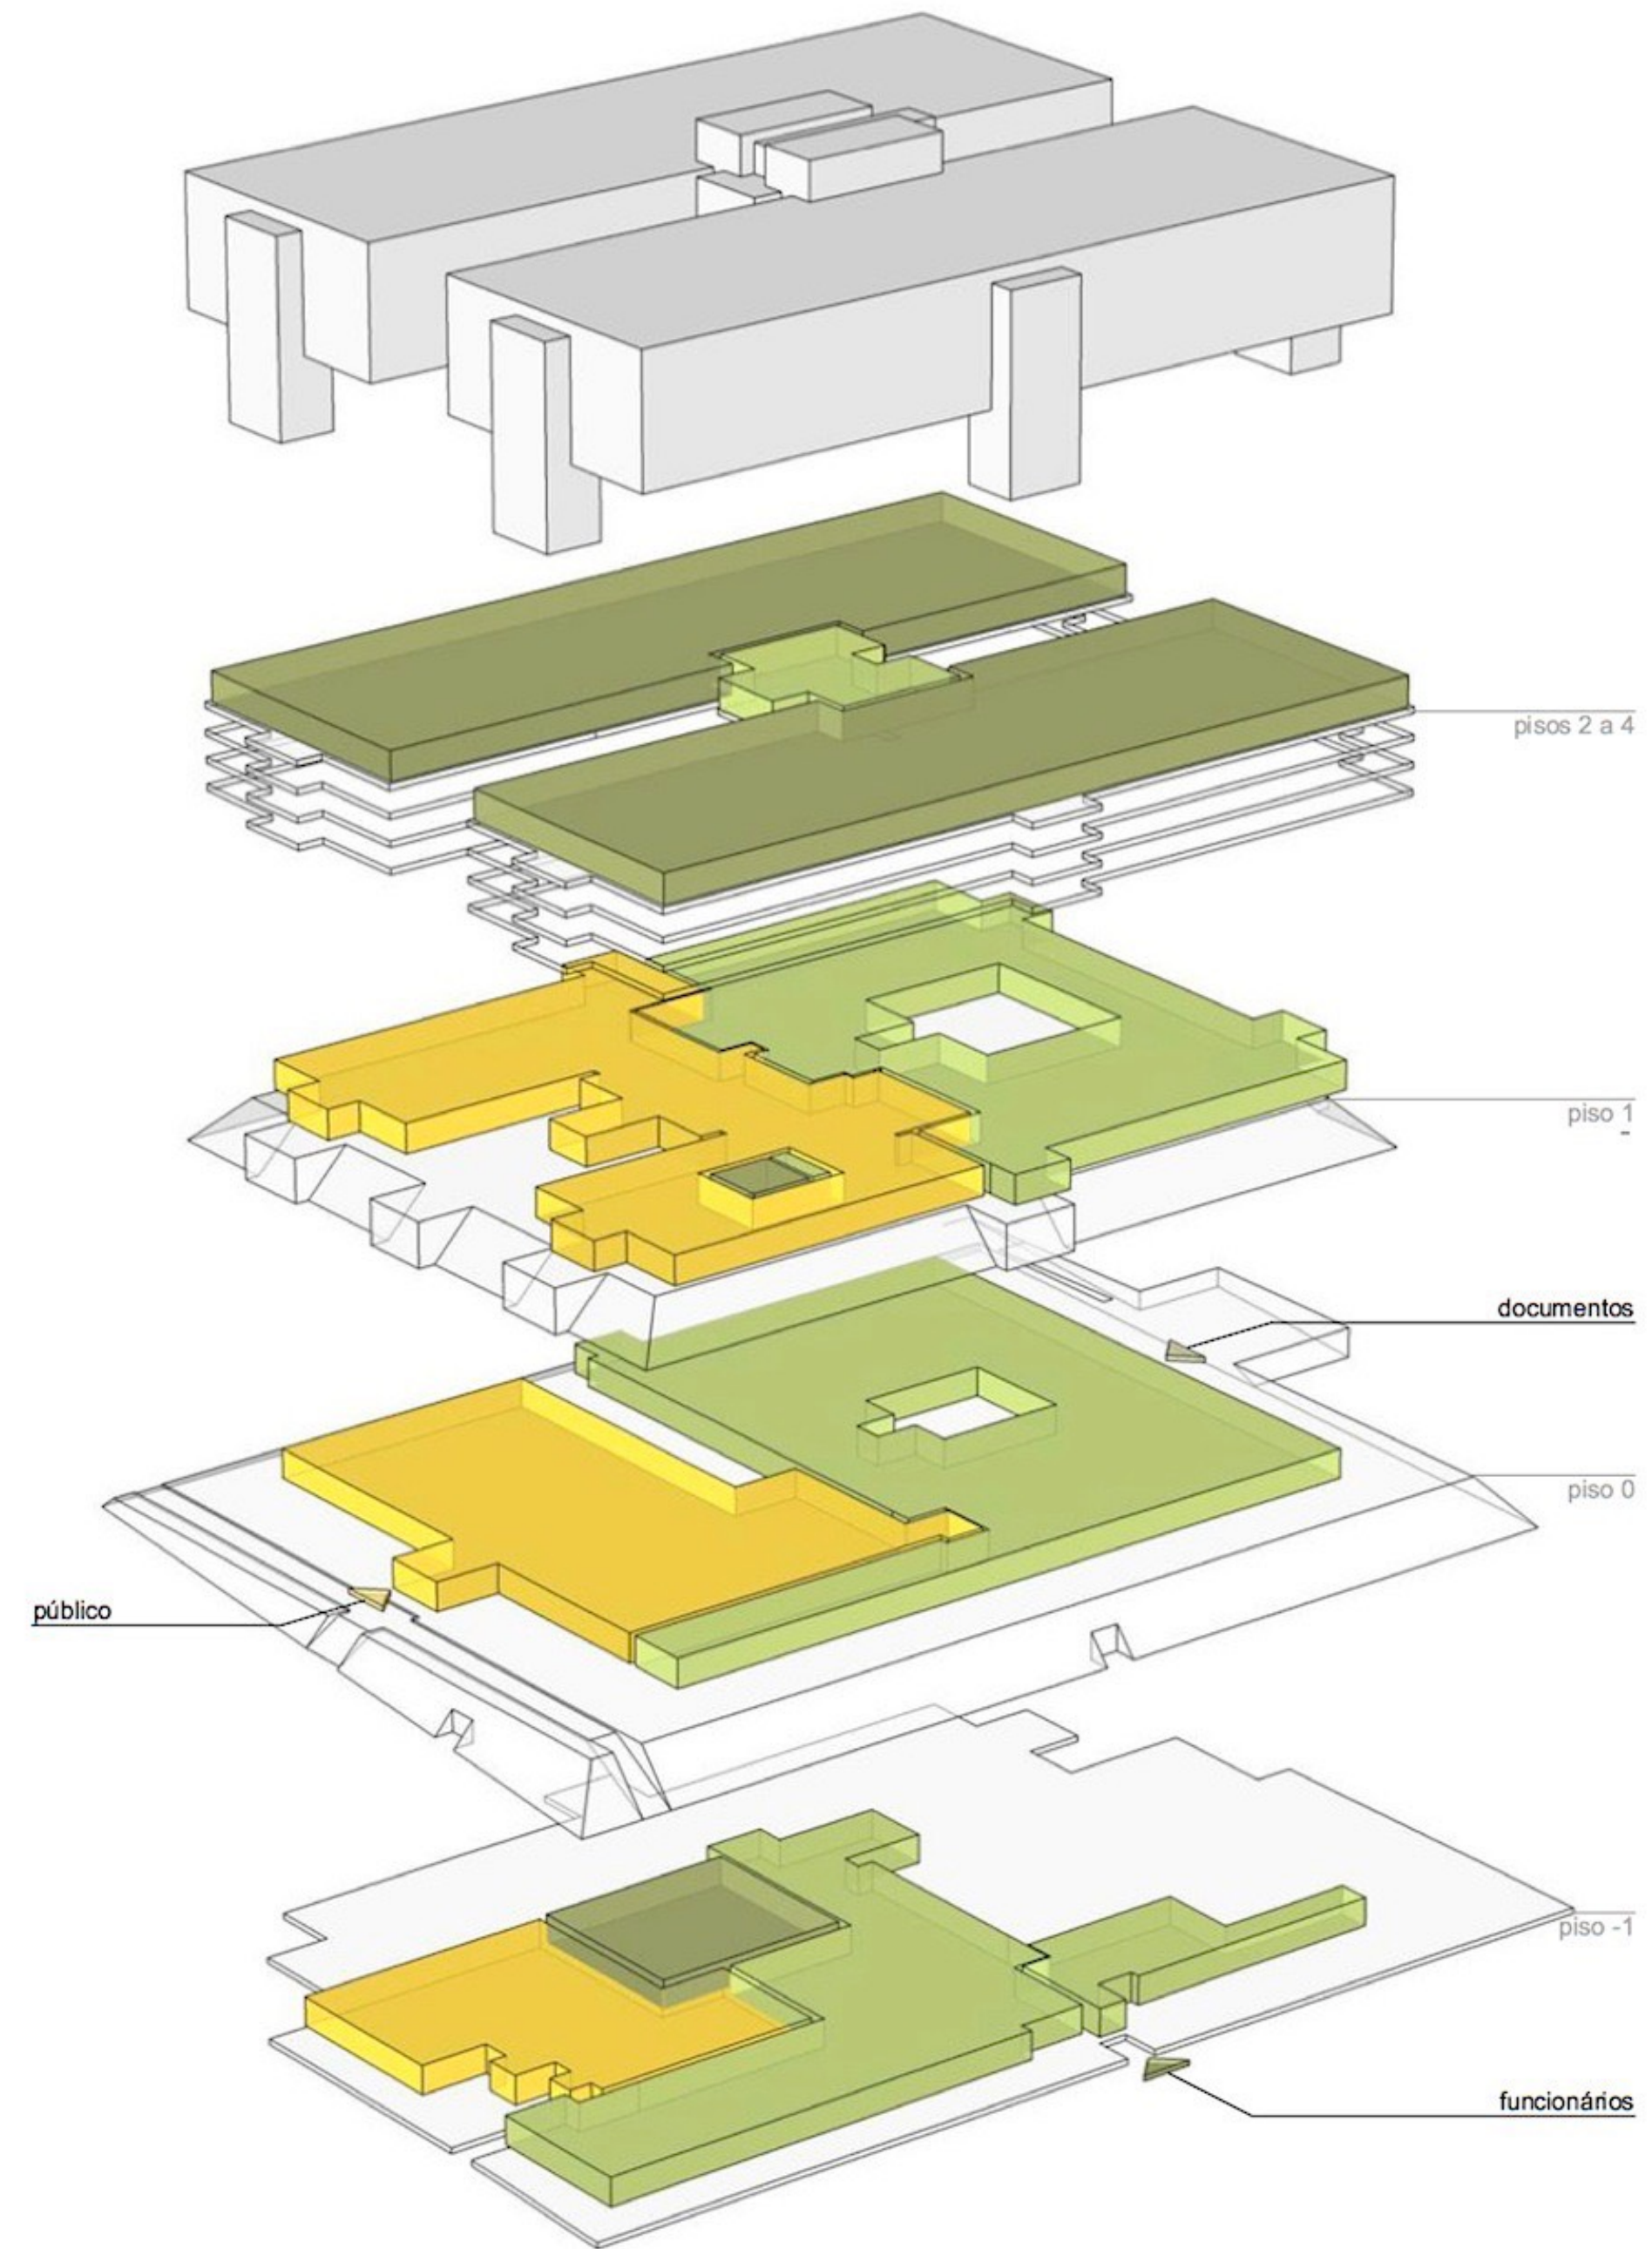 pisos 2 a 4
piso 1
-
documentos
piso 0
público
piso -1
funcionários